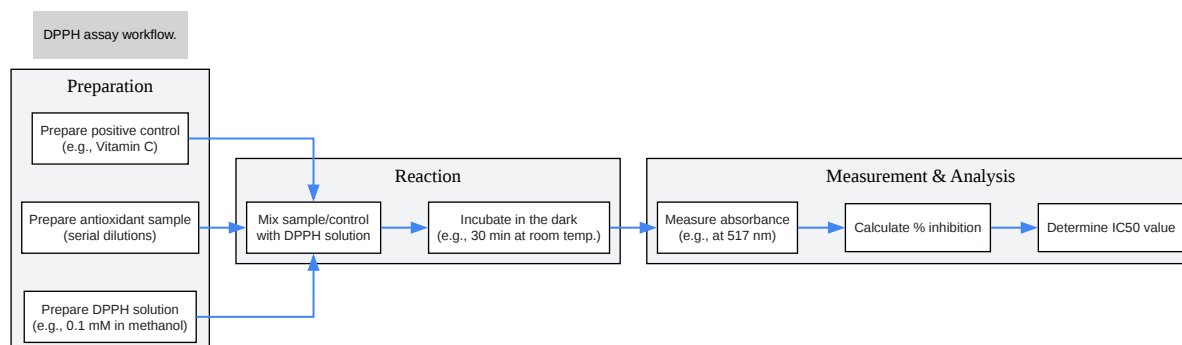 DPPH assay workflow.
Preparation
Prepare positive control
(e.g., Vitamin C)
Prepare antioxidant sample
(serial dilutions)
Prepare DPPH solution
(e.g., 0.1 mM in methanol)
Reaction
Mix sample/control
with DPPH solution
Incubate in the dark
(e.g., 30 min at room temp.)
Measurement & Analysis
Measure absorbance
(e.g., at 517 nm)
Calculate % inhibition
Determine IC50 value